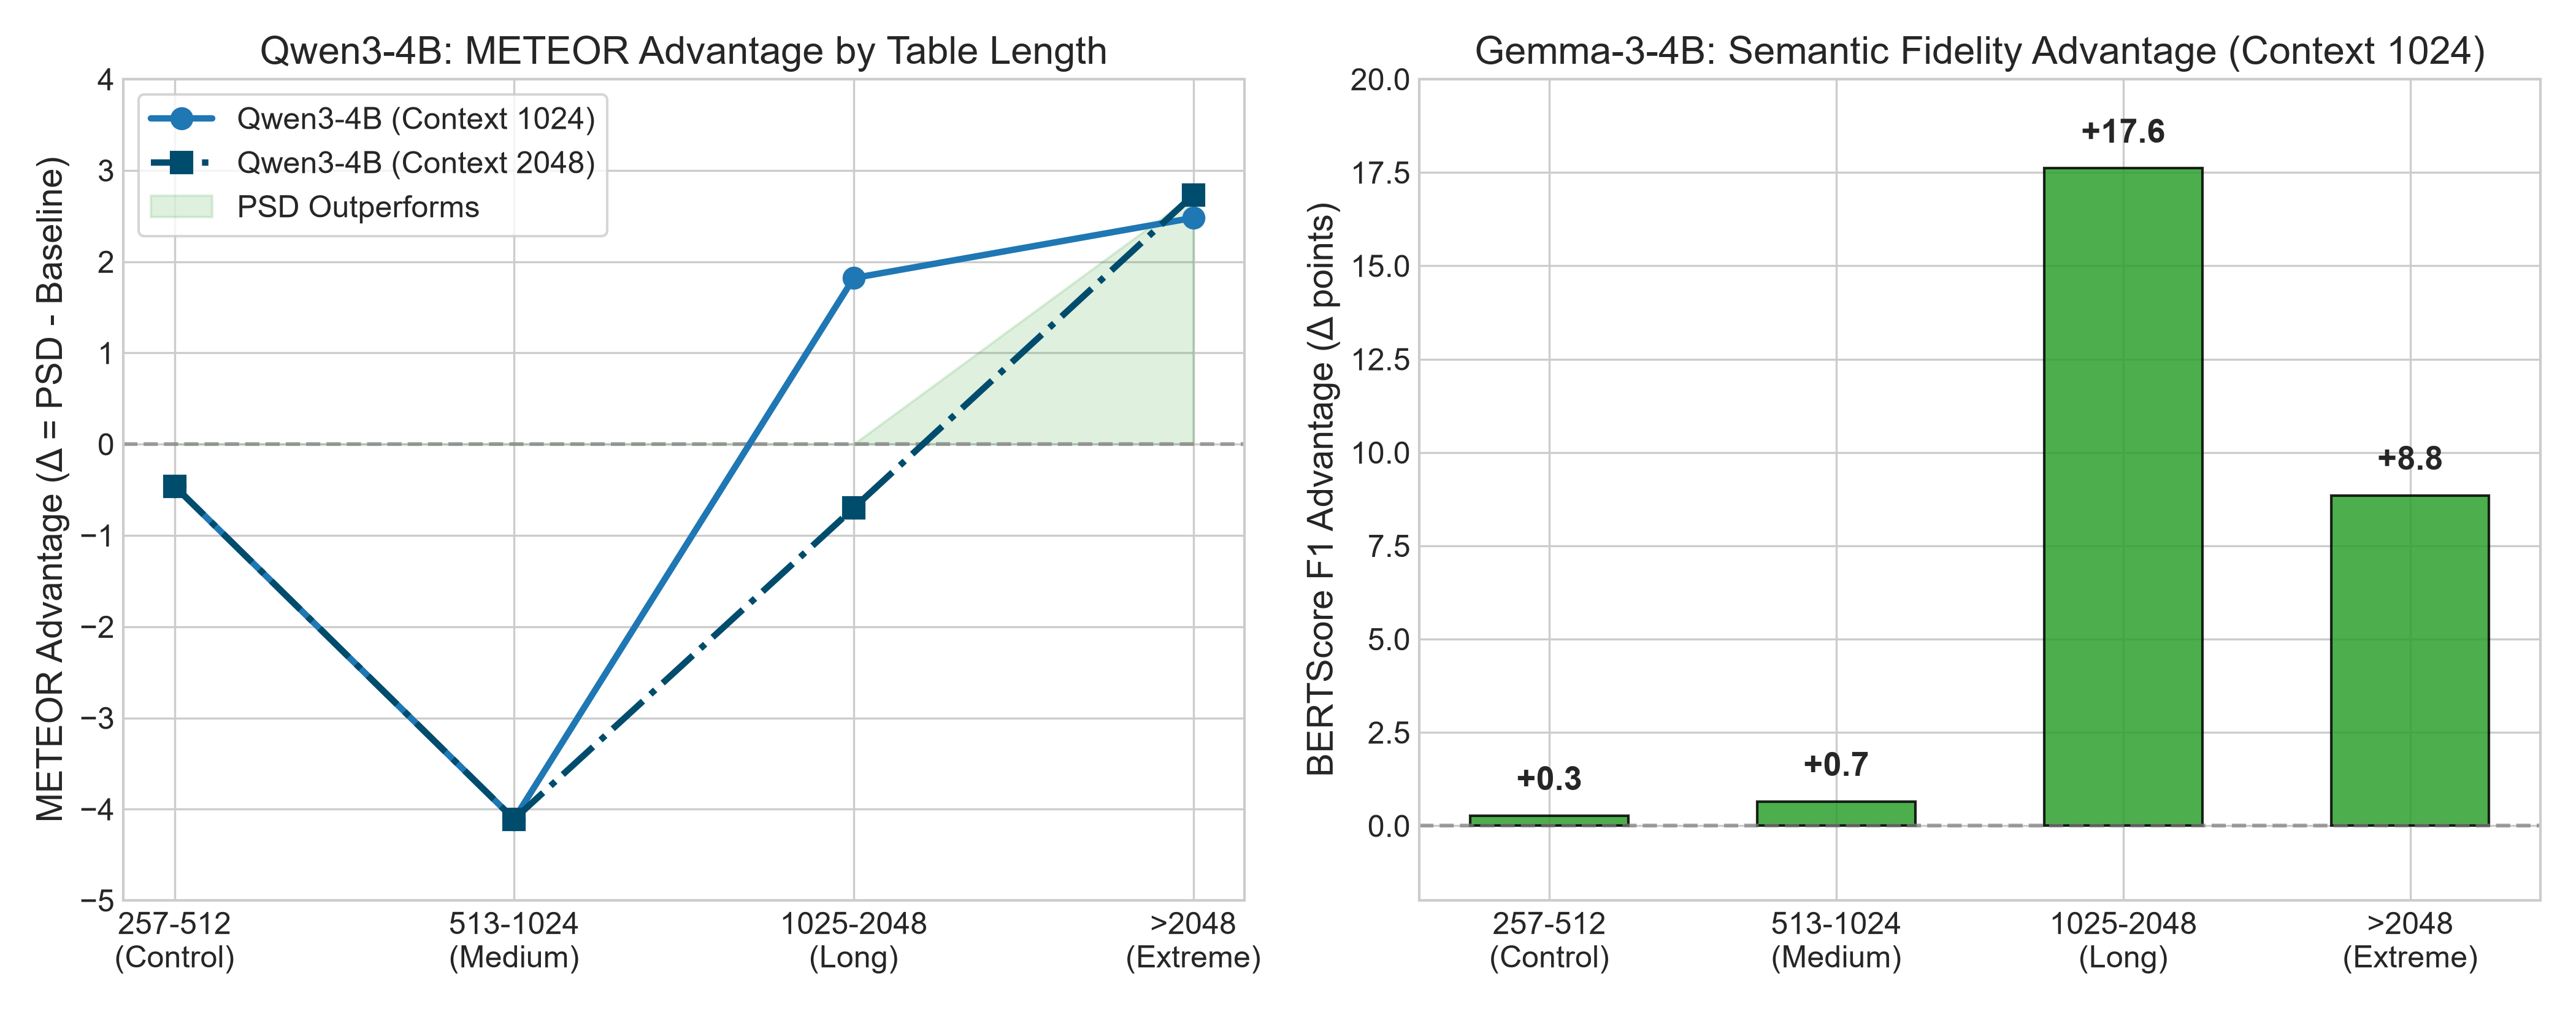 Qwen3-4B: METEOR Advantage by Table Length
METEOR Advantage (Δ = PSD - Baseline)
4
3
2
1
0
−1
−2
−3
−4
−5
Qwen3-4B (Context 1024)
Qwen3-4B (Context 2048)
PSD Outperforms
257-512
(Control)
513-1024
(Medium)
1025-2048
(Long)
>2048
(Extreme)
Gemma-3-4B: Semantic Fidelity Advantage (Context 1024)
BERTScore F1 Advantage (Δ points)
20.0
17.5
15.0
12.5
10.0
7.5
5.0
2.5
0.0
+0.3
+0.7
+17.6
+8.8
257-512
(Control)
513-1024
(Medium)
1025-2048
(Long)
>2048
(Extreme)